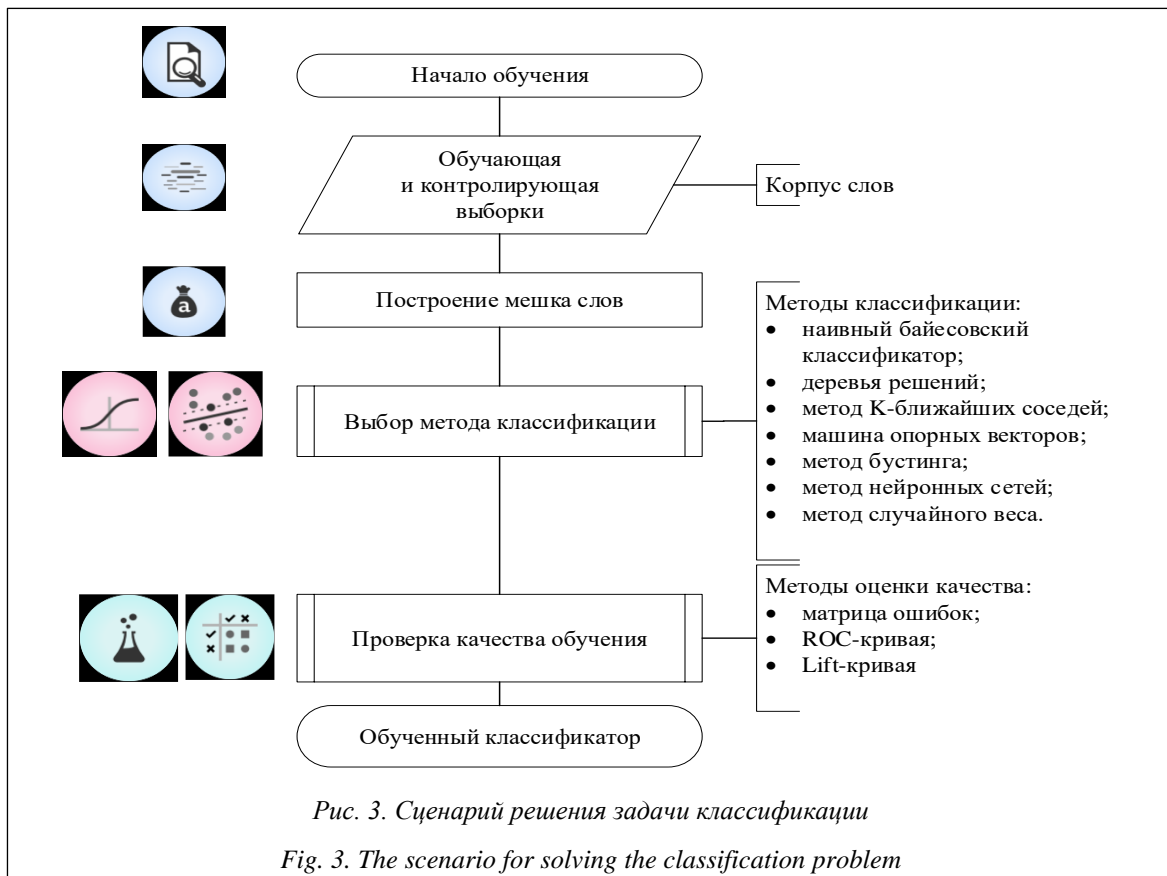 Начало обучения
Обучающая
и контролирующая
выборки
Корпус слов
a
Построение мешка слов
Методы классификации:
• наивный байесовский
классификатор;
• деревья решений;
• метод K-ближайших соседей;
• машина опорных векторов;
• метод бустинга;
• метод нейронных сетей;
• метод случайного веса.
Выбор метода классификации
Методы оценки качества:
• матрица ошибок;
• ROC-кривая;
• Lift-кривая
Проверка качества обучения
Обученный классификатор
Рис. 3. Сценарий решения задачи классификации
Fig. 3. The scenario for solving the classification problem